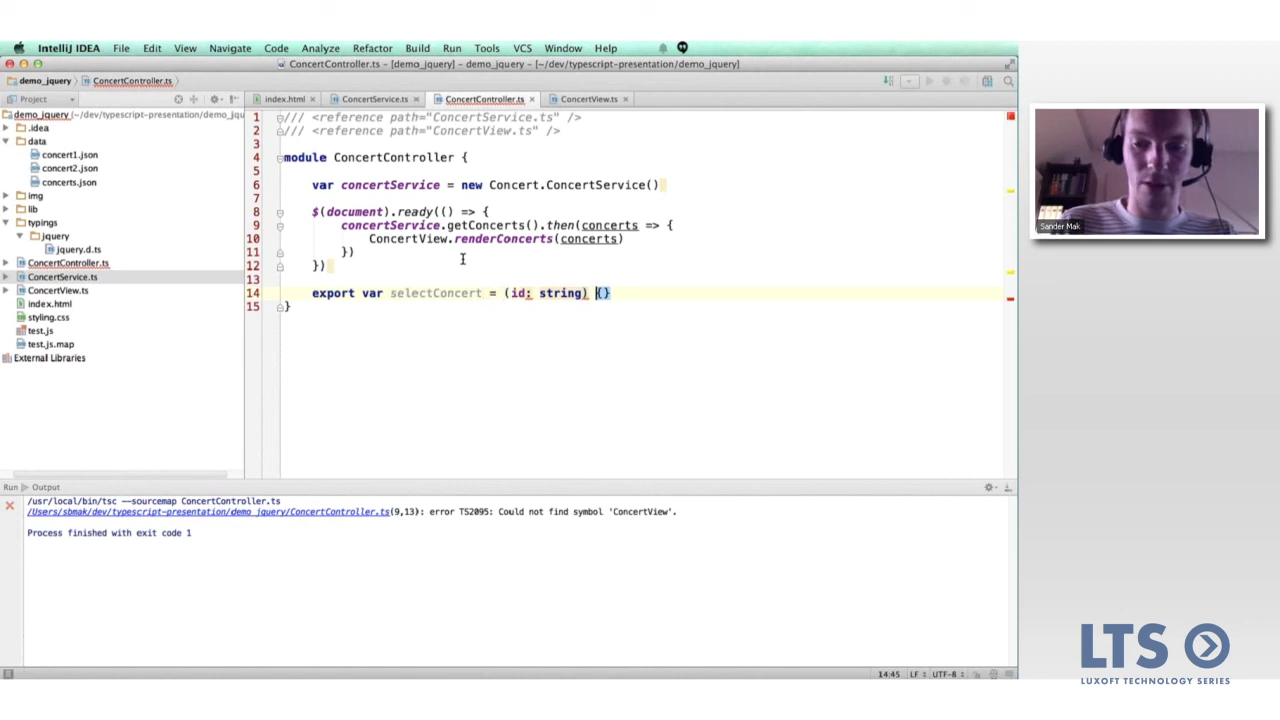 IntelliJ IDEA File Edit View Navigate Code Analyze Refactor Build Run Tools VCS Window Help
ConcertController.ts - [demo_jquery] - demo_jquery - [~/dev/typescript-presentation/demo_jquery]
demo_jquery ConcertController.ts
Project
index.html ConcertService.ts ConcertController.ts ConcertView.ts
demo_jquery (~/dev/typescript-presentation/demo_jqu
.idea
data
concert1.json
concert2.json
concerts.json
img
lib
typings
jquery
jquery.d.ts
ConcertController.ts
ConcertService.ts
ConcertView.ts
index.html
styling.css
test.js
test.js.map
External Libraries
1 /// <reference path="ConcertService.ts" />
2 /// <reference path="ConcertView.ts" />
3
4 module ConcertController {
5
6 var concertService = new Concert.ConcertService()
7
8 $(document).ready(() => {
9 concertService.getConcerts().then(concerts => {
10 ConcertView.renderConcerts(concerts)
11 })
12 })
13
14 export var selectConcert = (id: string) {}
15 }
Sander Mak
Run Output
/usr/local/bin/tsc --sourcemap ConcertController.ts
/Users/sbmak/dev/typescript-presentation/demo_jquery/ConcertController.ts(9,13): error TS2095: Could not find symbol 'ConcertView'.
Process finished with exit code 1
14:45 LF UTF-8
LTS
LUXOFT TECHNOLOGY SERIES